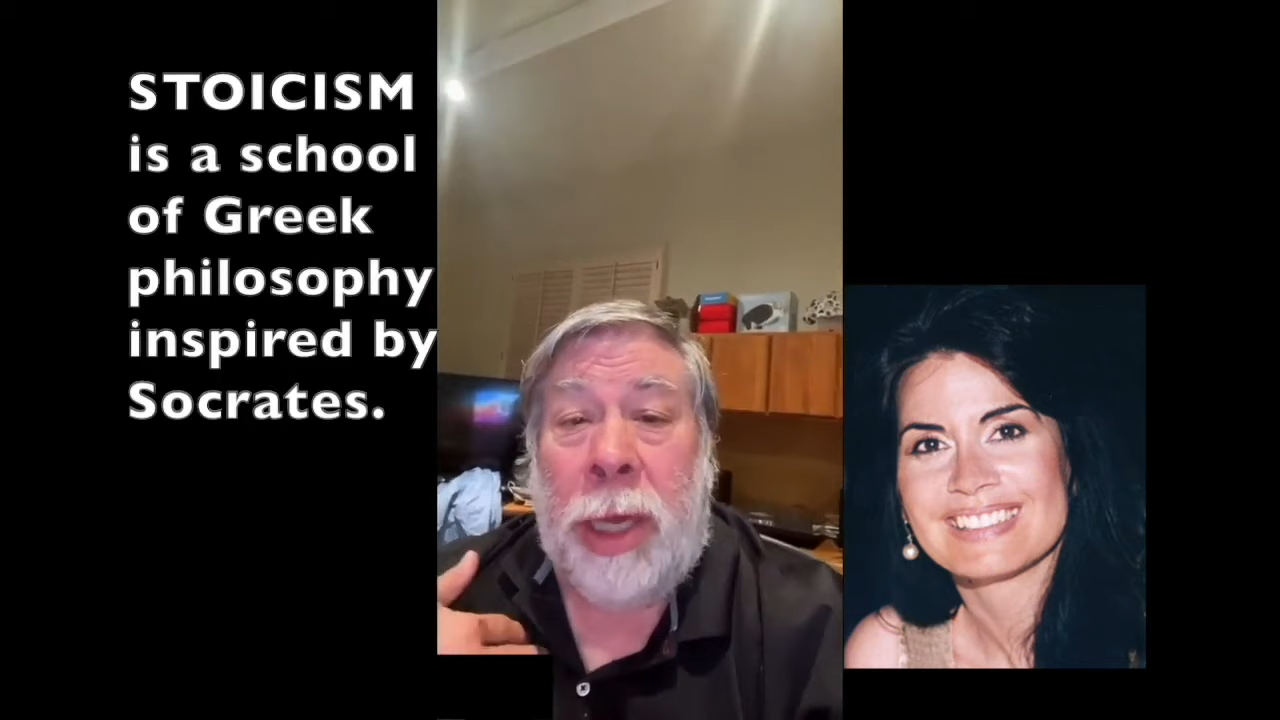 STOICISM
is a school
of Greek
philosophy
inspired by
Socrates.